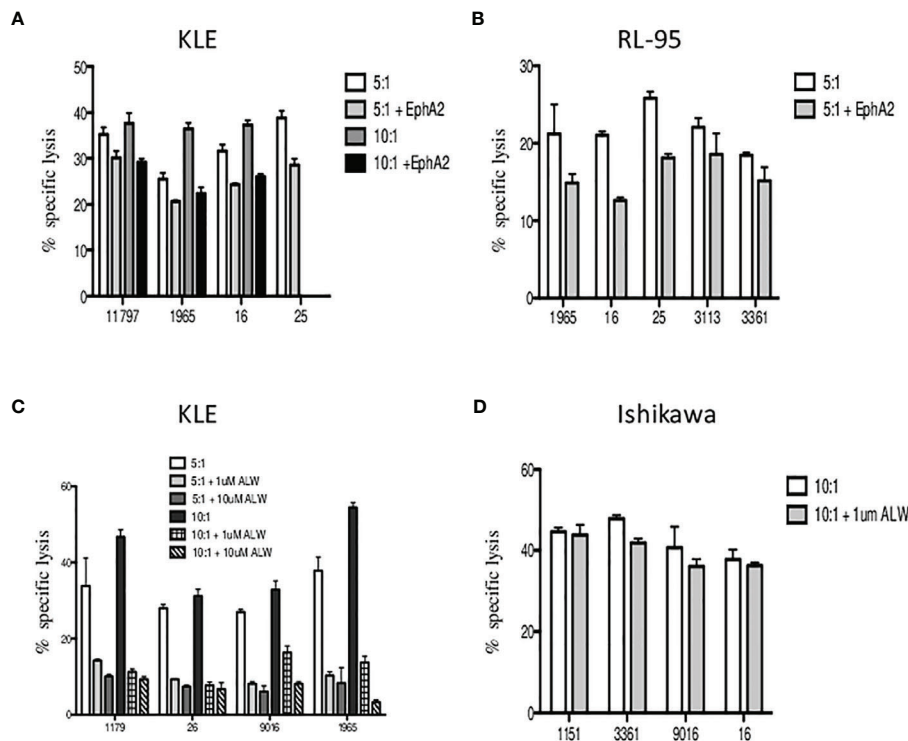 A
KLE
% specific lysis
50
40
30
20
10
0
11797
1965
16
25
5:1
5:1 + EphA2
10:1
10:1 +EphA2
B
RL-95
% specific lysis
30
20
10
0
1965
16
25
3113
3361
5:1
5:1 + EphA2
C
KLE
% specific lysis
60
40
20
0
1179
26
9016
1965
5:1
5:1 + 1uM ALW
5:1 + 10uM ALW
10:1
10:1 + 1uM ALW
10:1 + 10uM ALW
D
Ishikawa
% specific lysis
60
40
20
0
1151
3361
9016
16
10:1
10:1 + 1um ALW